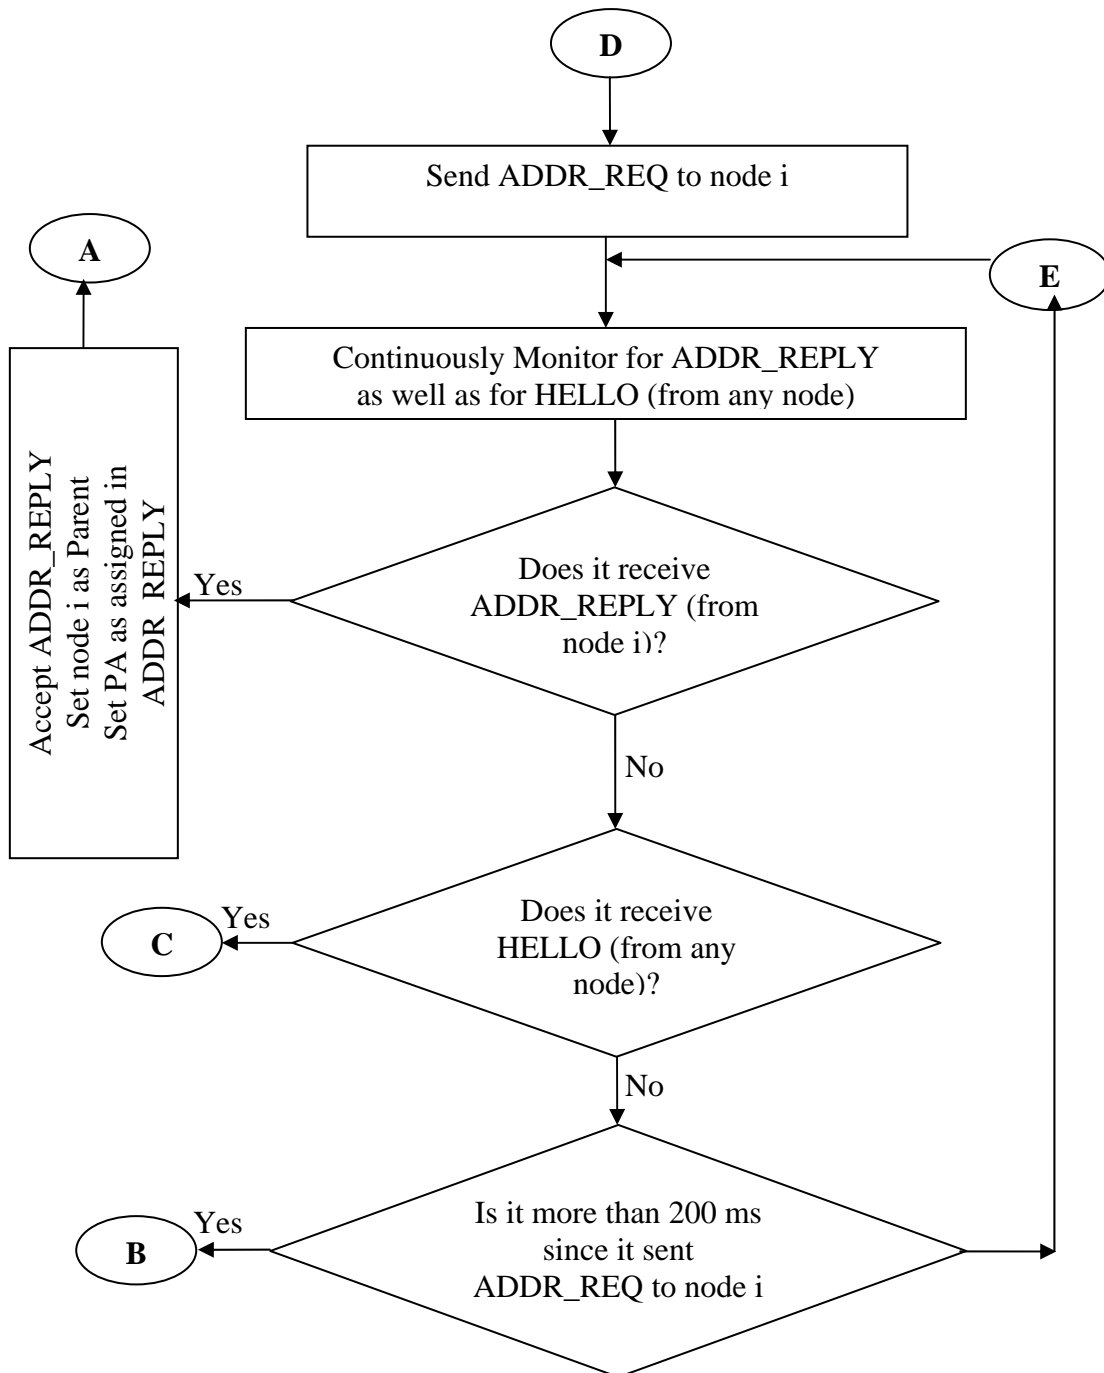 D
Send ADDR_REQ to node i
A
E
Continuously Monitor for ADDR_REPLY
as well as for HELLO (from any node)
Accept ADDR_REPLY
Set node i as Parent
Set PA as assigned in
ADDR_REPLY
Yes
Does it receive
ADDR_REPLY (from
node i)?
No
Yes
C
Does it receive
HELLO (from any
node)?
No
Yes
B
Is it more than 200 ms
since it sent
ADDR_REQ to node i